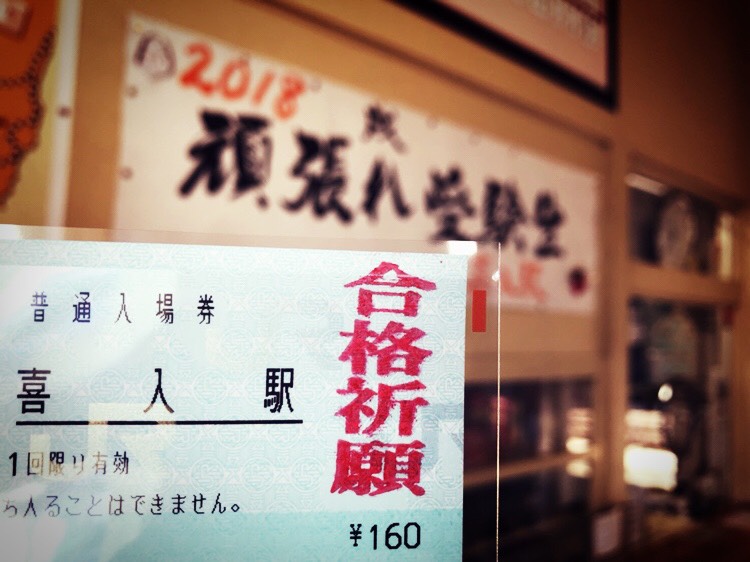 2018
頑張れ受験生
普通入場券
喜入駅
1回限り有効
ち入ることはできません。
合格祈願
¥160